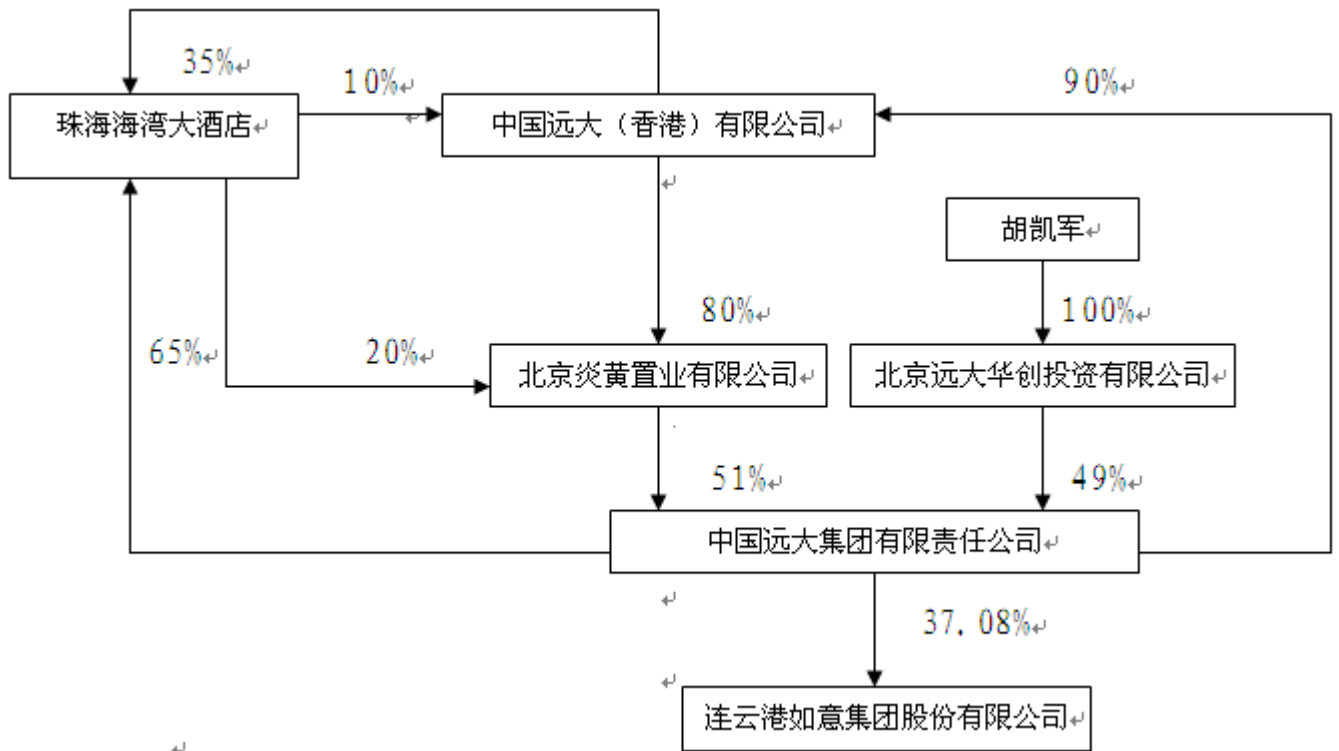 35%
10%
90%
珠海海湾大酒店
中国远大（香港）有限公司
胡凯军
80%
100%
65%
20%
北京炎黄置业有限公司
北京远大华创投资有限公司
51%
49%
中国远大集团有限责任公司
37.08%
连云港如意集团股份有限公司